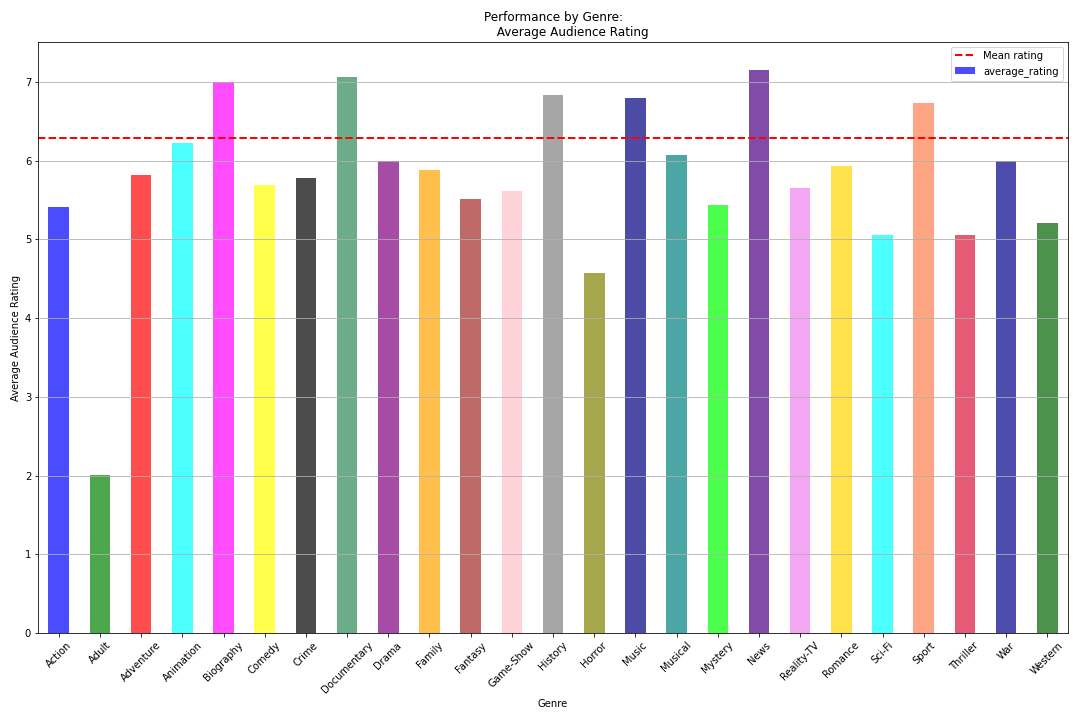 Performance by Genre:
Average Audience Rating
Mean rating
average_rating
Average Audience Rating
7
6
5
4
3
2
1
0
Action
Adult
Adventure
Animation
Biography
Comedy
Crime
Documentary
Drama
Family
Fantasy
Game-Show
History
Horror
Music
Musical
Mystery
News
Reality-TV
Romance
Sci-Fi
Sport
Thriller
War
Western
Genre